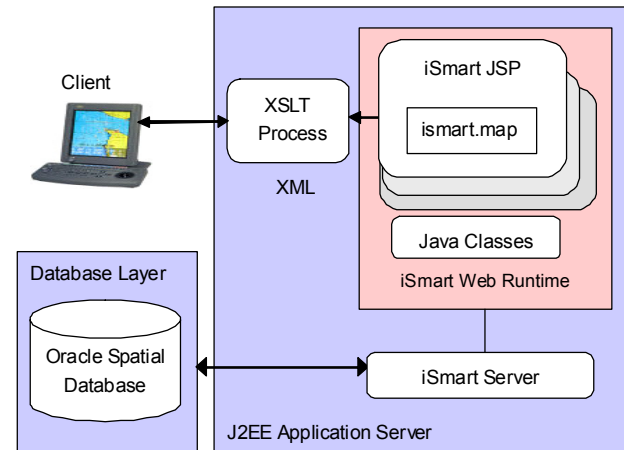 Client
XSLT
Process
XML
iSmart JSP
ismart.map
Java Classes
iSmart Web Runtime
Database Layer
Oracle Spatial
Database
iSmart Server
J2EE Application Server